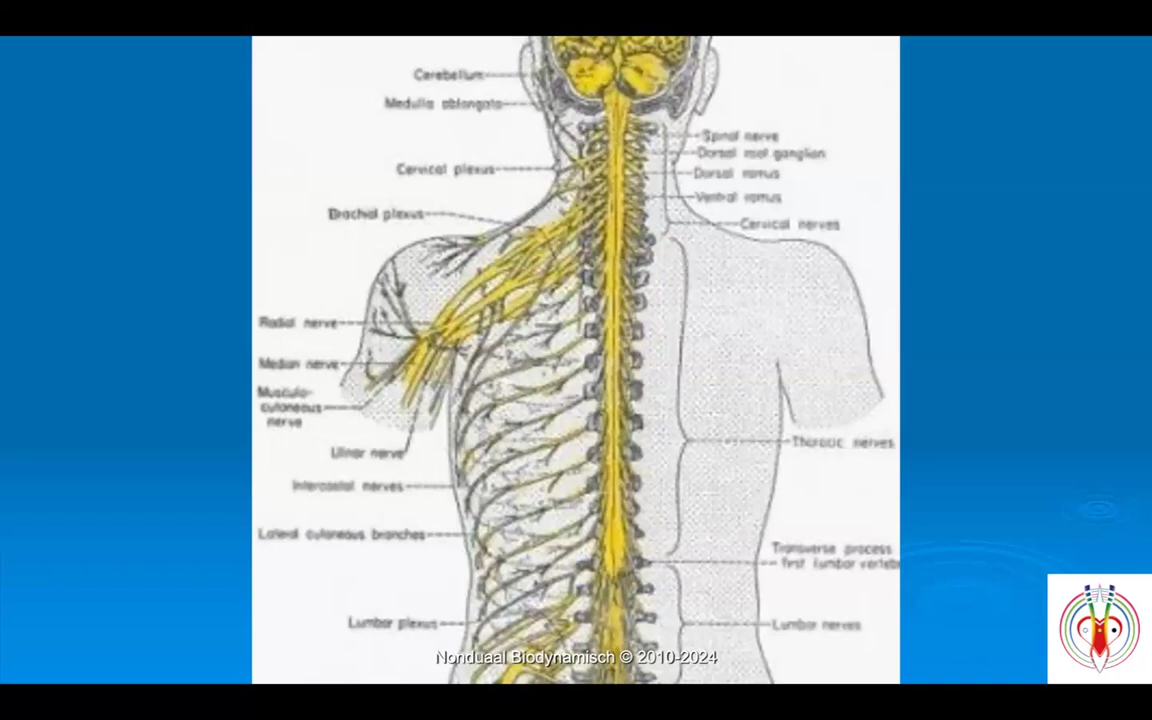 Cerebellum
Medulla oblongata
Spinal nerve
Dorsal root ganglion
Cervical plexus
Dorsal ramus
Ventral ramus
Brachial plexus
Cervical nerves
Radial nerve
Median nerve
Musculo-
cutaneous
nerve
Thoracic nerves
Ulnar nerve
Intercostal nerves
Lateral cutaneous branches
Transverse process
first lumbar verteb
Lumbar plexus
Lumbar nerves
Nonduaal Biodynamisch © 2010-2024